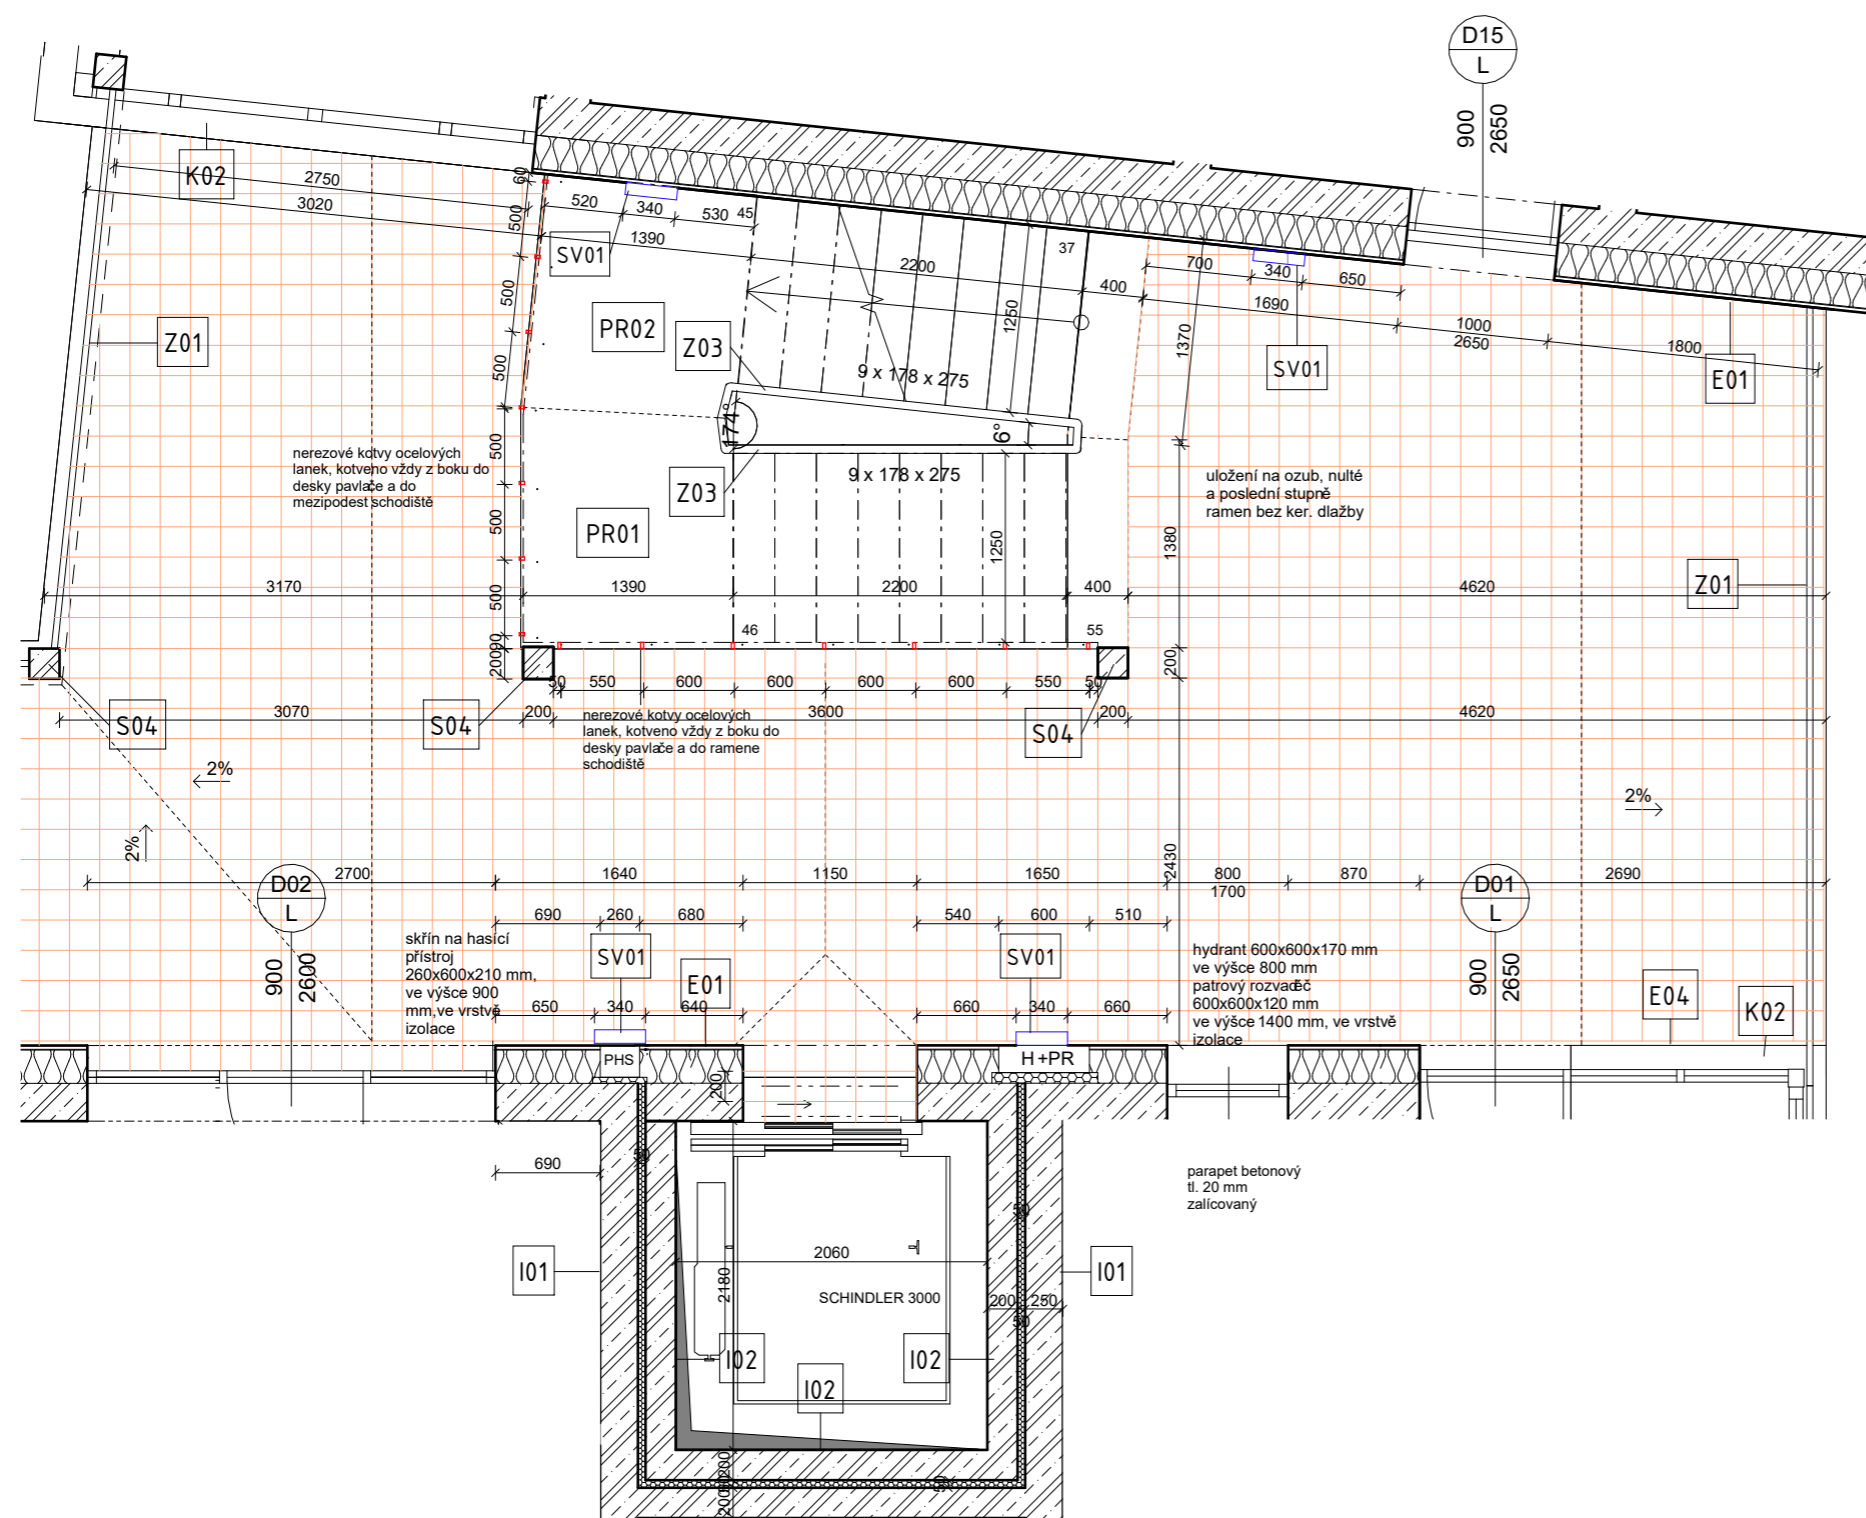 D15
L
900
2650
K02
2750
3020
60
500
520
340
530
45
1390
SV01
2200
37
400
700
340
650
1690
1000
2650
1800
500
Z01
PR02
Z03
1250
1370
SV01
E01
500
9 x 178 x 275
174°
6°
nerezové kotvy ocelových
lanek, kotveno vždy z boku do
desky pavlače a do
mezipodest schodiště
500
Z03
9 x 178 x 275
uložení na ozub, nulté
a poslední stupně
ramen bez ker. dlažby
500
PR01
1250
1380
3170
500
1390
2200
400
4620
Z01
46
55
90
200
200
50
550
600
600
600
600
550
50
S04
3070
S04
200
3600
S04
200
4620
nerezové kotvy ocelových
lanek, kotveno vždy z boku do
desky pavlače a do ramene
schodiště
2%
2%
2%
2430
2700
1640
1150
1650
800
1700
870
2690
D02
L
900
2600
D01
L
900
2650
690
260
680
540
600
510
skřín na hasící
přístroj
260x600x210 mm,
ve výšce 900
mm,ve vrstvě
izolace
SV01
E01
SV01
hydrant 600x600x170 mm
ve výšce 800 mm
patrový rozvaděč
600x600x120 mm
ve výšce 1400 mm, ve vrstvě
izolace
E04
K02
650
340
640
660
340
660
PHS
H+PR
200
690
50
parapet betonový
tl. 20 mm
zalícovaný
50
I01
2060
I01
2180
SCHINDLER 3000
200
250
50
I02
I02
I02
200
50
200
50